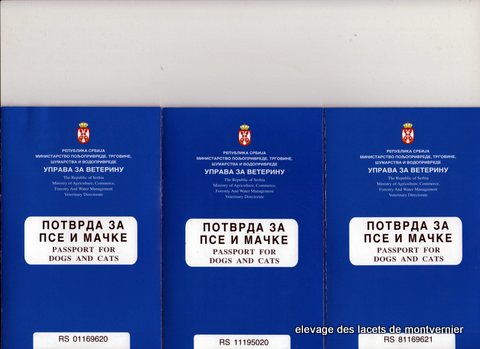 РЕПУБЛИКА СРБИЈА
МИНИСТАРСТВО ПОЉОПРИВРЕДЕ, ТРГОВИНЕ,
ШУМАРСТВА И ВОДОПРИВРЕДЕ
УПРАВА ЗА ВЕТЕРИНУ
The Republic of Serbia
Ministry of Agriculture, Commerce,
Forestry And Water Management
Veterinary Directorate
ПОТВРДА ЗА
ПСЕ И МАЧКЕ
PASSPORT FOR
DOGS AND CATS
RS 01169620
РЕПУБЛИКА СРБИЈА
МИНИСТАРСТВО ПОЉОПРИВРЕДЕ, ТРГОВИНЕ,
ШУМАРСТВА И ВОДОПРИВРЕДЕ
УПРАВА ЗА ВЕТЕРИНУ
The Republic of Serbia
Ministry of Agriculture, Commerce,
Forestry And Water Management
Veterinary Directorate
ПОТВРДА ЗА
ПСЕ И МАЧКЕ
PASSPORT FOR
DOGS AND CATS
RS 11195020
РЕПУБЛИКА СРБИЈА
МИНИСТАРСТВО ПОЉОПРИВРЕДЕ, ТРГОВИНЕ,
ШУМАРСТВА И ВОДОПРИВРЕДЕ
УПРАВА ЗА ВЕТЕРИНУ
The Republic of Serbia
Ministry of Agriculture, Commerce,
Forestry And Water Management
Veterinary Directorate
ПОТВРДА ЗА
ПСЕ И МАЧКЕ
PASSPORT FOR
DOGS AND CATS
RS 81169621
elevage des lacets de montvernier